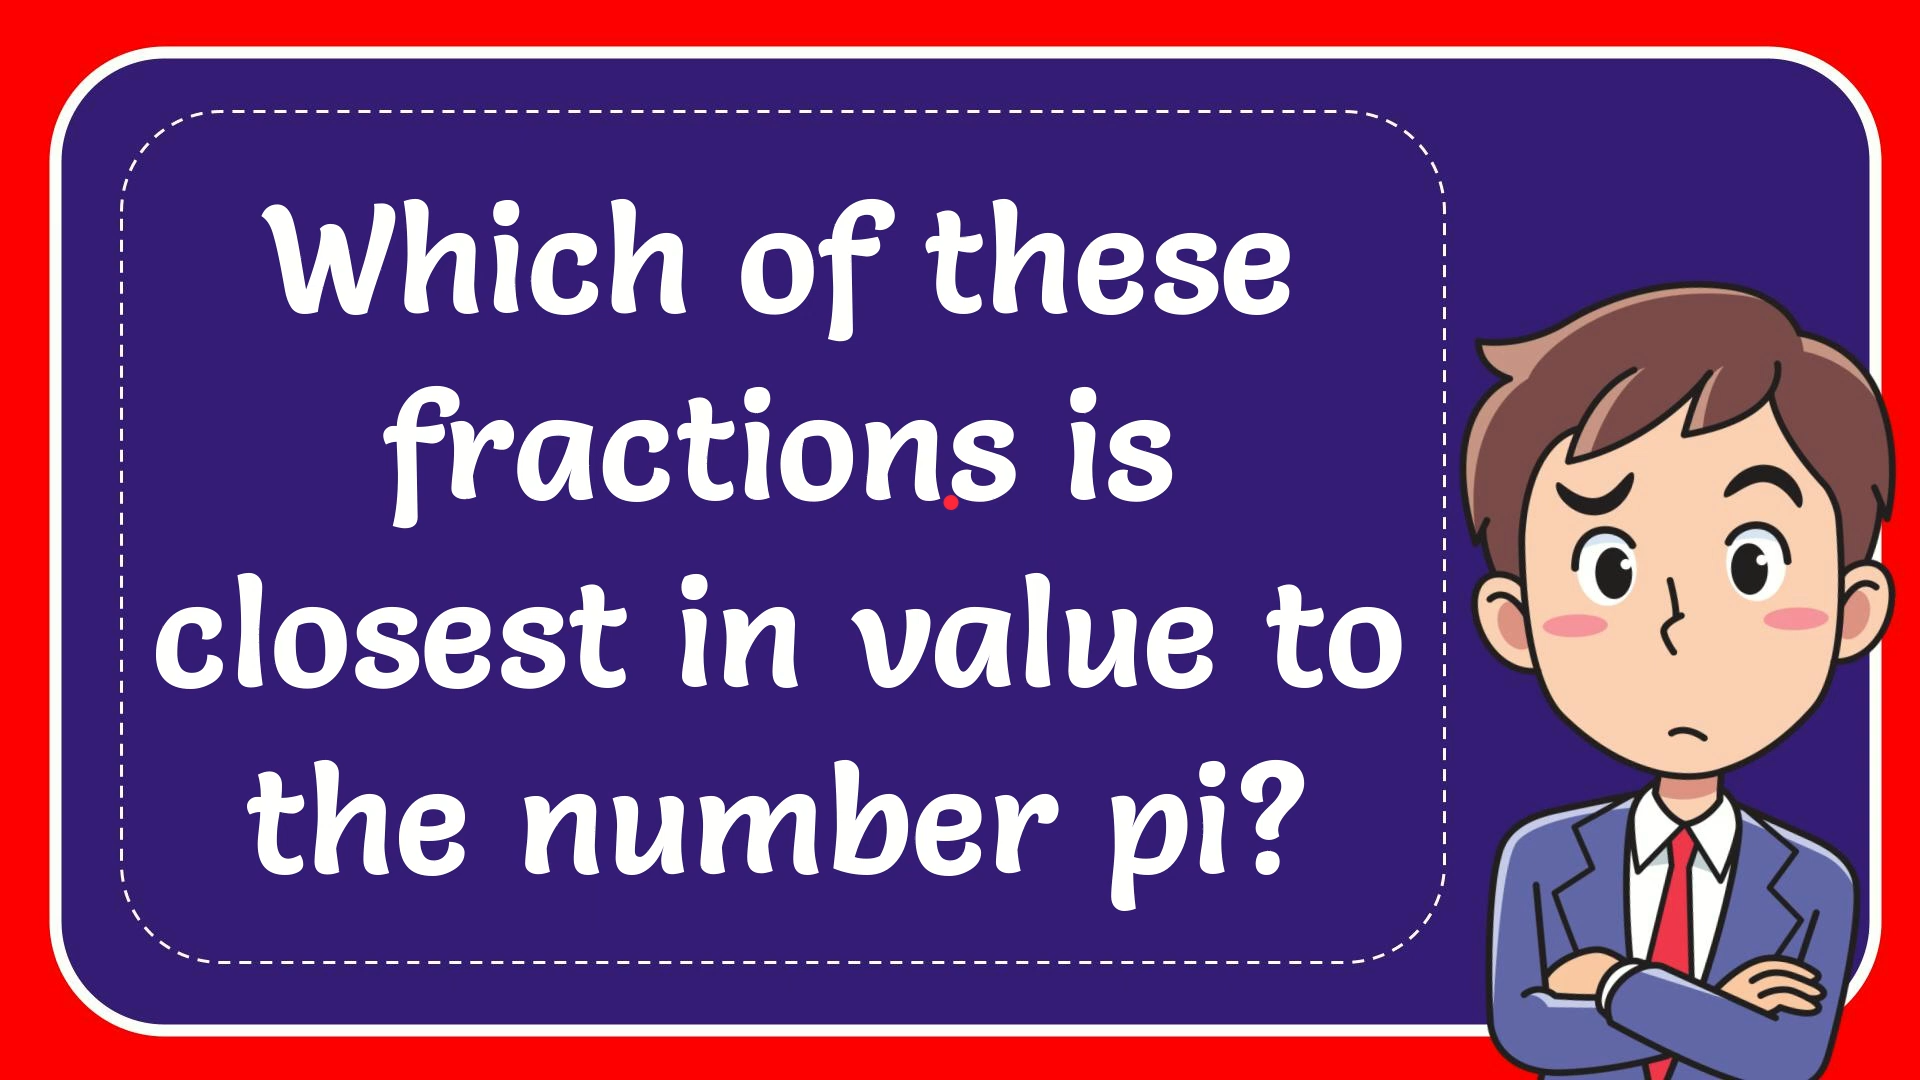 Which of these
fractions is
closest in value to
the number pi?